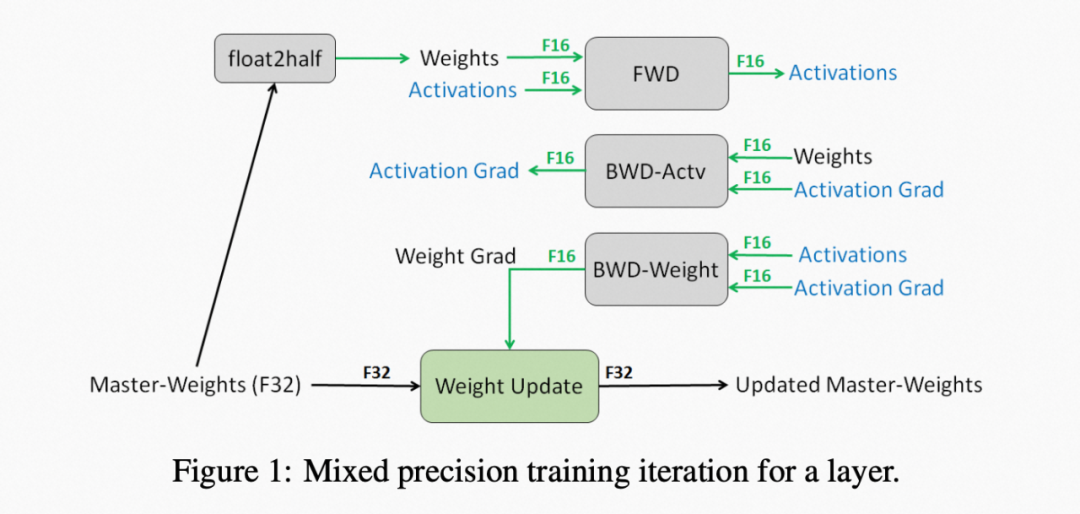 float2half
Weights
F16
F16
Activations
FWD
F16
Activations
Activation Grad
F16
BWD-Actv
F16
Weights
F16
Activation Grad
Weight Grad
F16
BWD-Weight
F16
Activations
F16
Activation Grad
Master-Weights (F32)
F32
Weight Update
F32
Updated Master-Weights
Figure 1: Mixed precision training iteration for a layer.